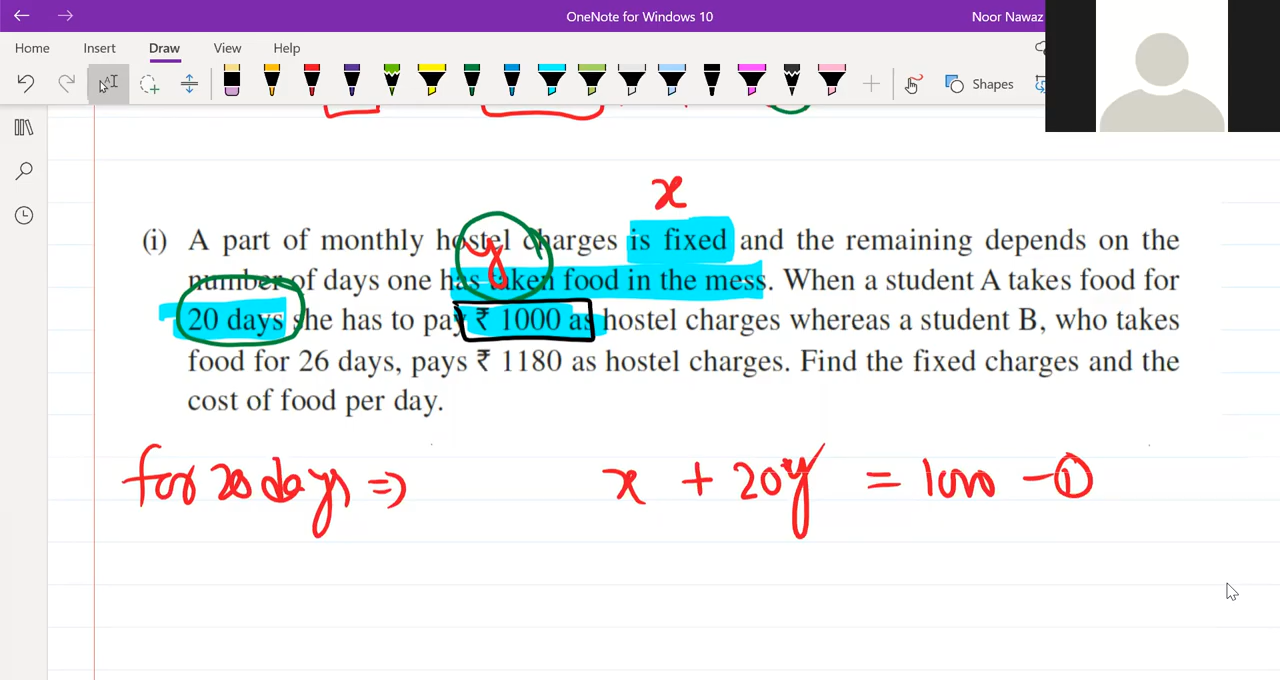 OneNote for Windows 10
Noor Nawaz
Home Insert Draw View Help
Shapes
x
(i) A part of monthly hostel charges is fixed and the remaining depends on the
y
number of days one has taken food in the mess. When a student A takes food for
20 days she has to pay ₹ 1000 as hostel charges whereas a student B, who takes
food for 26 days, pays ₹ 1180 as hostel charges. Find the fixed charges and the
cost of food per day.
for 20 days ⇒ x + 20y = 1000 - ①